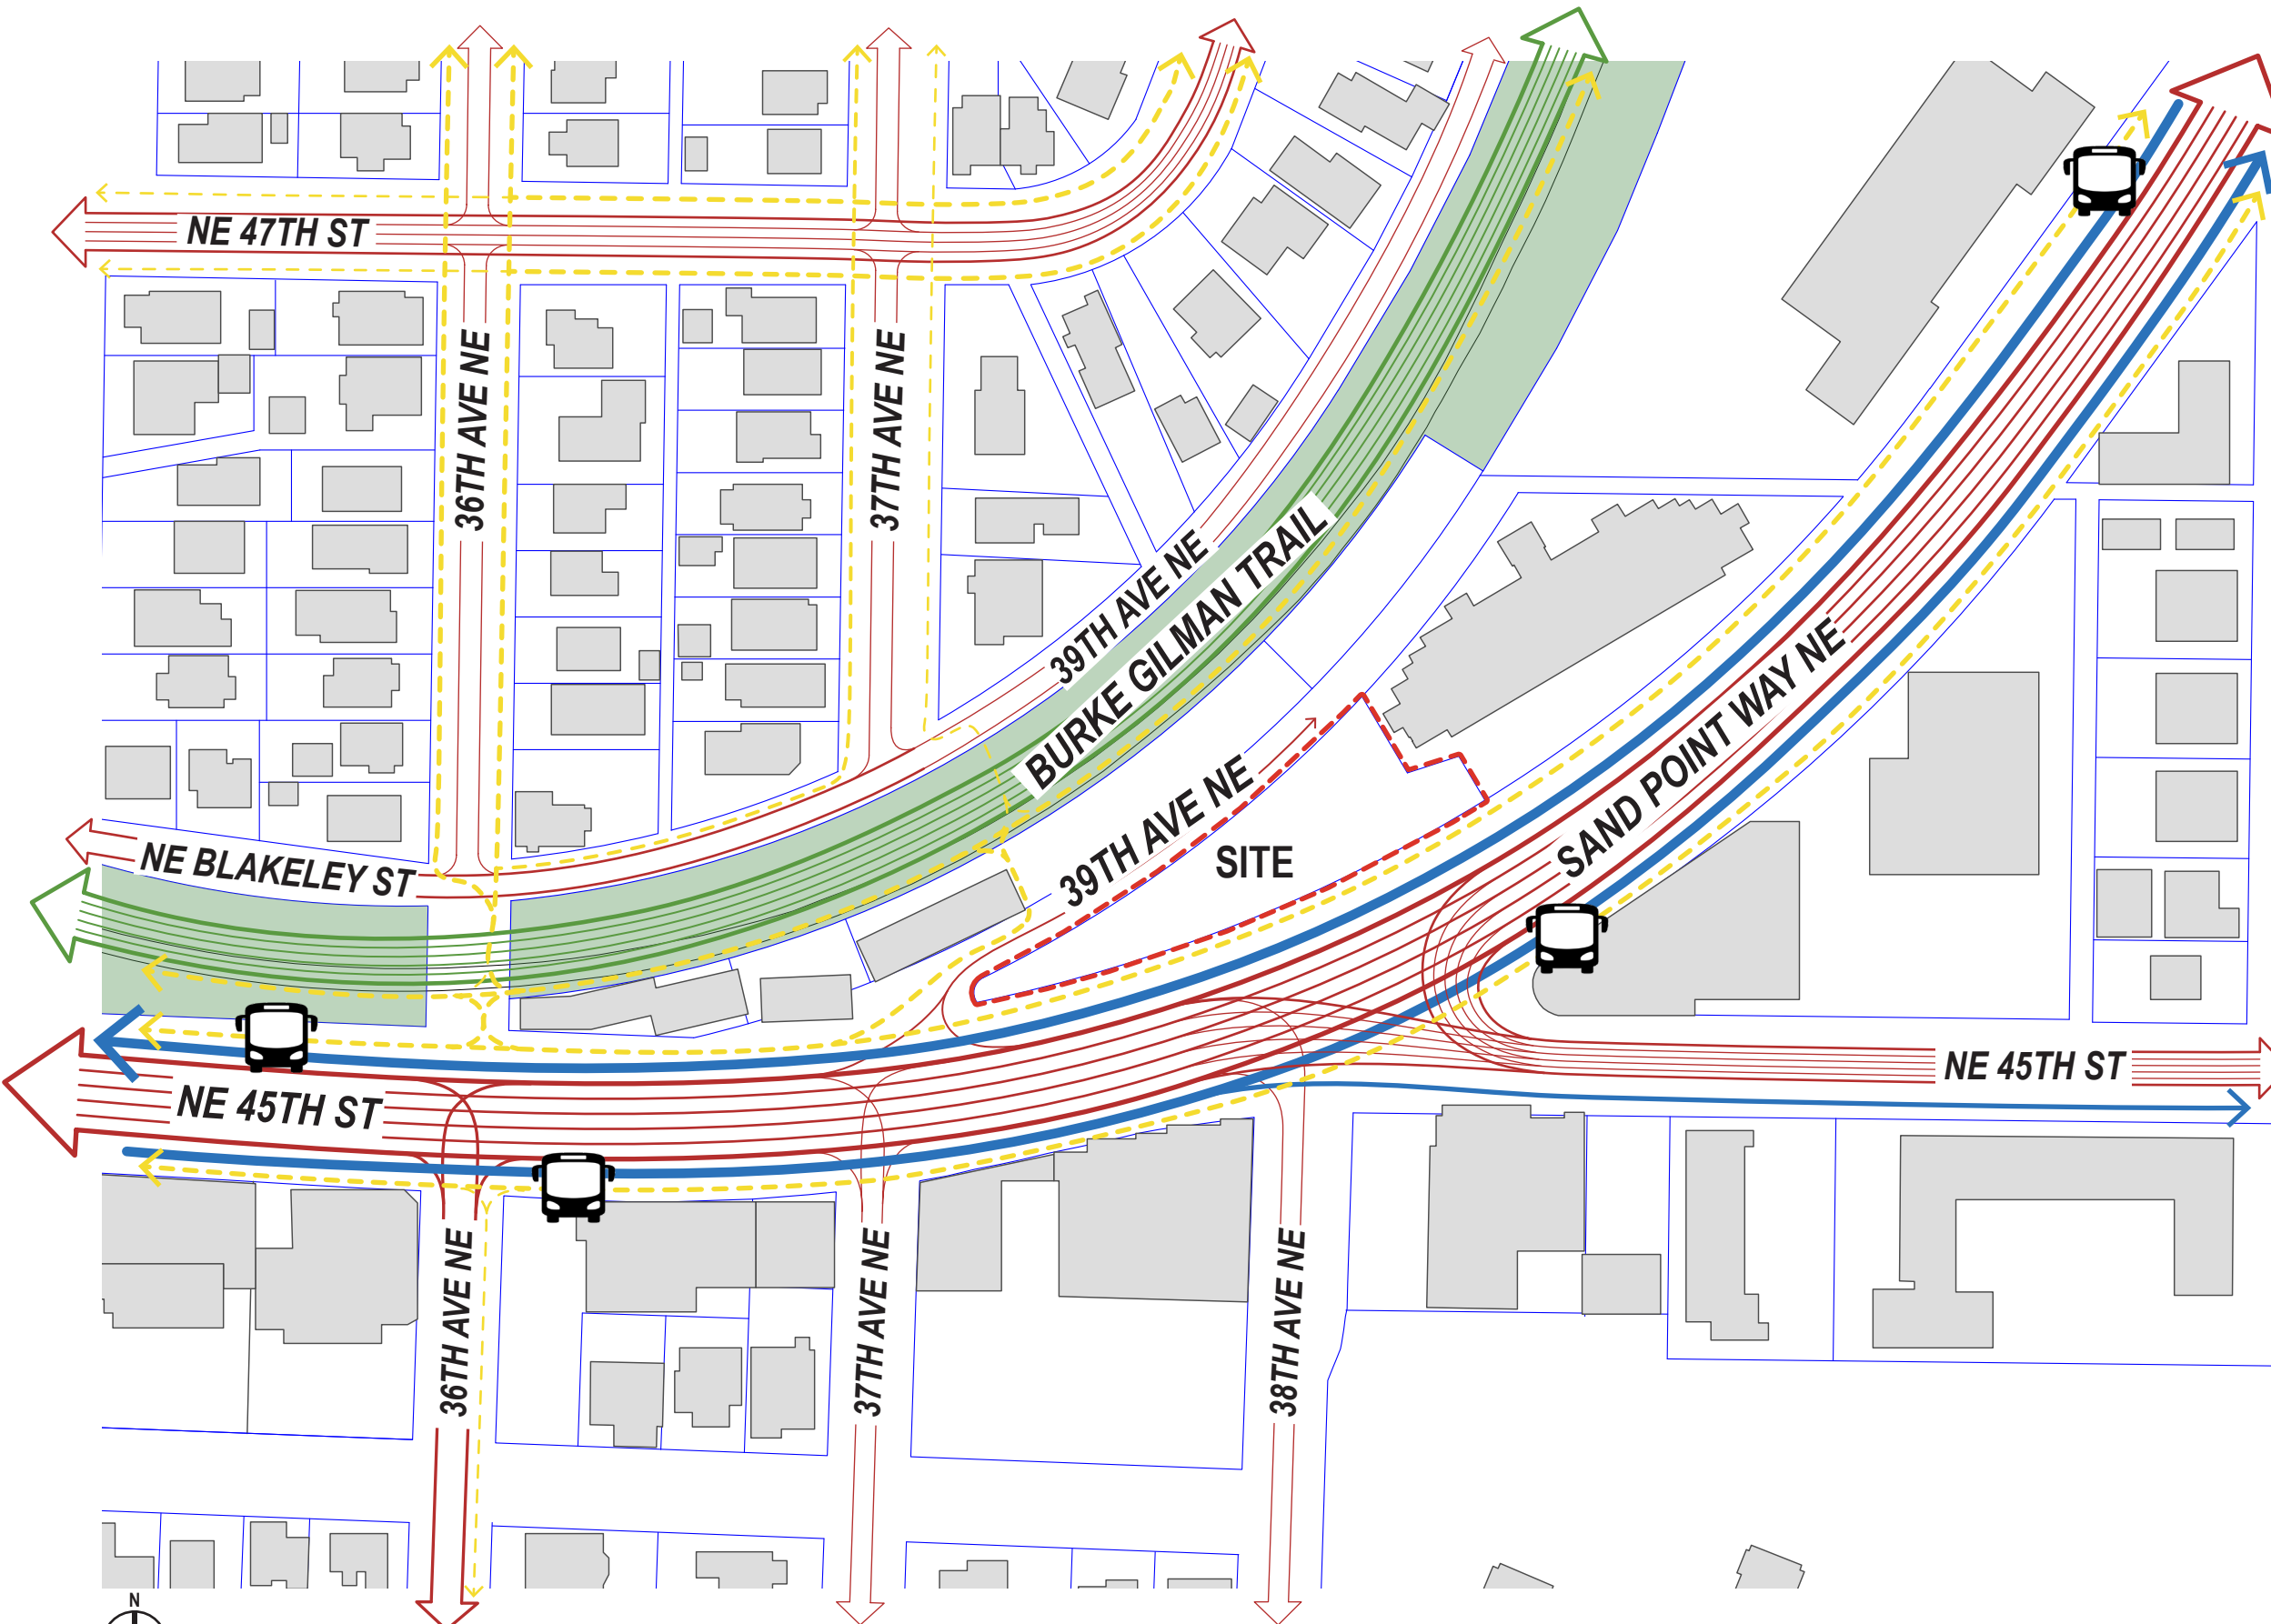 NE 47TH ST
36TH AVE NE
37TH AVE NE
39TH AVE NE
BURKE GILMAN TRAIL
SAND POINT WAY NE
39TH AVE NE
SITE
NE BLAKELEY ST
NE 45TH ST
NE 45TH ST
36TH AVE NE
37TH AVE NE
38TH AVE NE
N